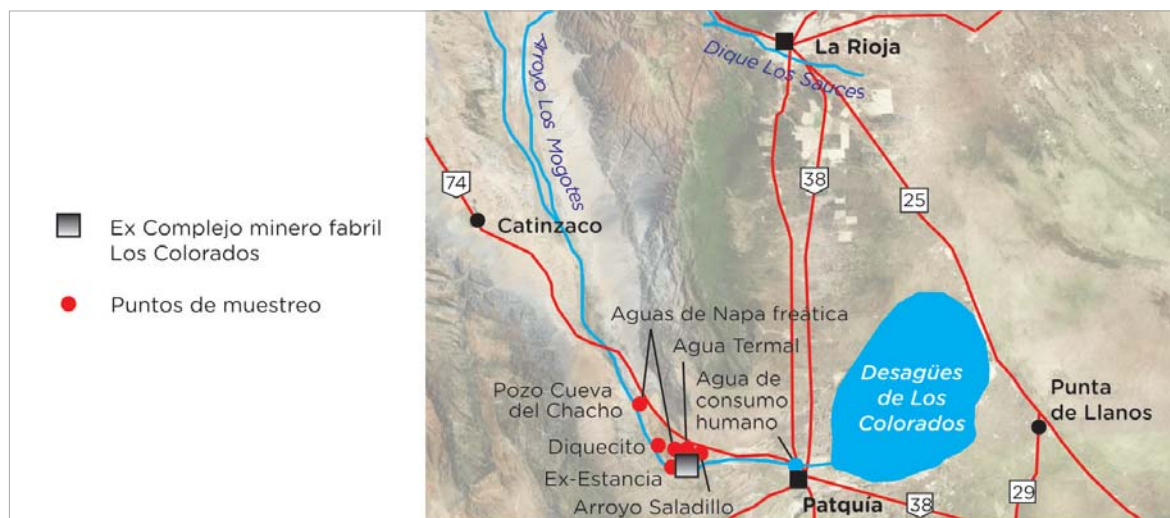 Ex Complejo minero fabril
Los Colorados
Puntos de muestreo
La Rioja
Dique Los Sauces
Arroyo Los Mogotes
74
Catinzaco
38
25
Aguas de Napa freática
Agua Termal
Agua de
consumo
humano
Pozo Cueva
del Chacho
Diquecito
Ex-Estancia
Arroyo Saladillo
Desagües
de Los
Colorados
Punta
de Llanos
Patquía
38
29